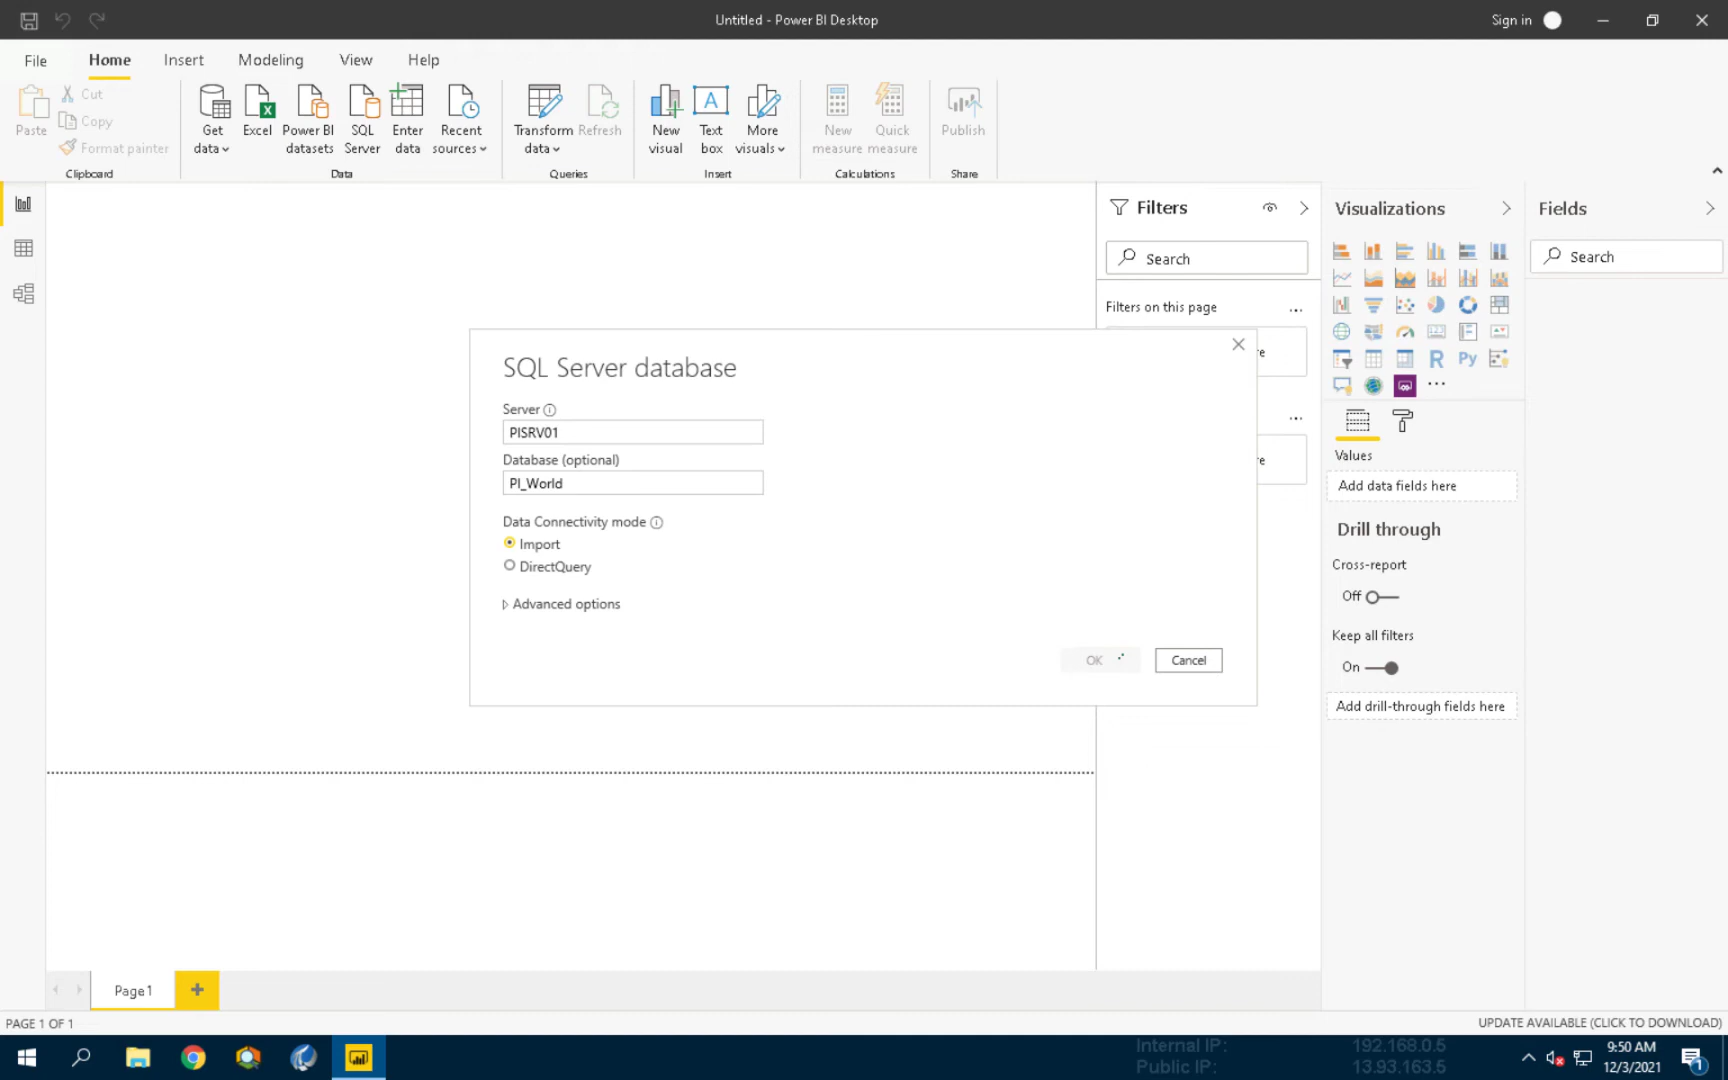 Untitled - Power BI Desktop
Sign in
File
Home
Insert
Modeling
View
Help
Paste
Cut
Copy
Format painter
Clipboard
Get
data
Excel
Power BI
datasets
SQL
Server
Enter
data
Recent
sources
Data
Transform
data
Refresh
Queries
New
visual
Text
box
More
visuals
Insert
New
measure
Quick
measure
Calculations
Publish
Share
Filters
Search
Filters on this page
...
re
...
re
Visualizations
R
Py
...
Values
Add data fields here
Drill through
Cross-report
Off
Keep all filters
On
Add drill-through fields here
Fields
Search
SQL Server database
Server
PISRV01
Database (optional)
PI_World
Data Connectivity mode
Import
DirectQuery
Advanced options
OK
Cancel
Page 1
PAGE 1 OF 1
UPDATE AVAILABLE (CLICK TO DOWNLOAD)
Internal IP: 192.168.0.5
Public IP: 13.93.163.5
9:50 AM
12/3/2021
1